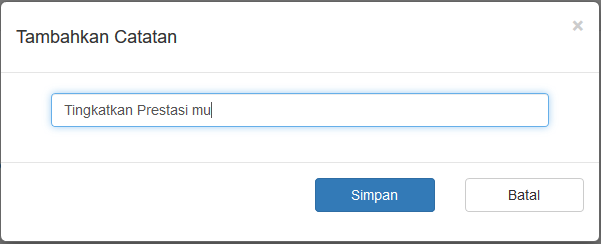 Tambahkan Catatan
×
Tingkatkan Prestasi mu
Simpan
Batal